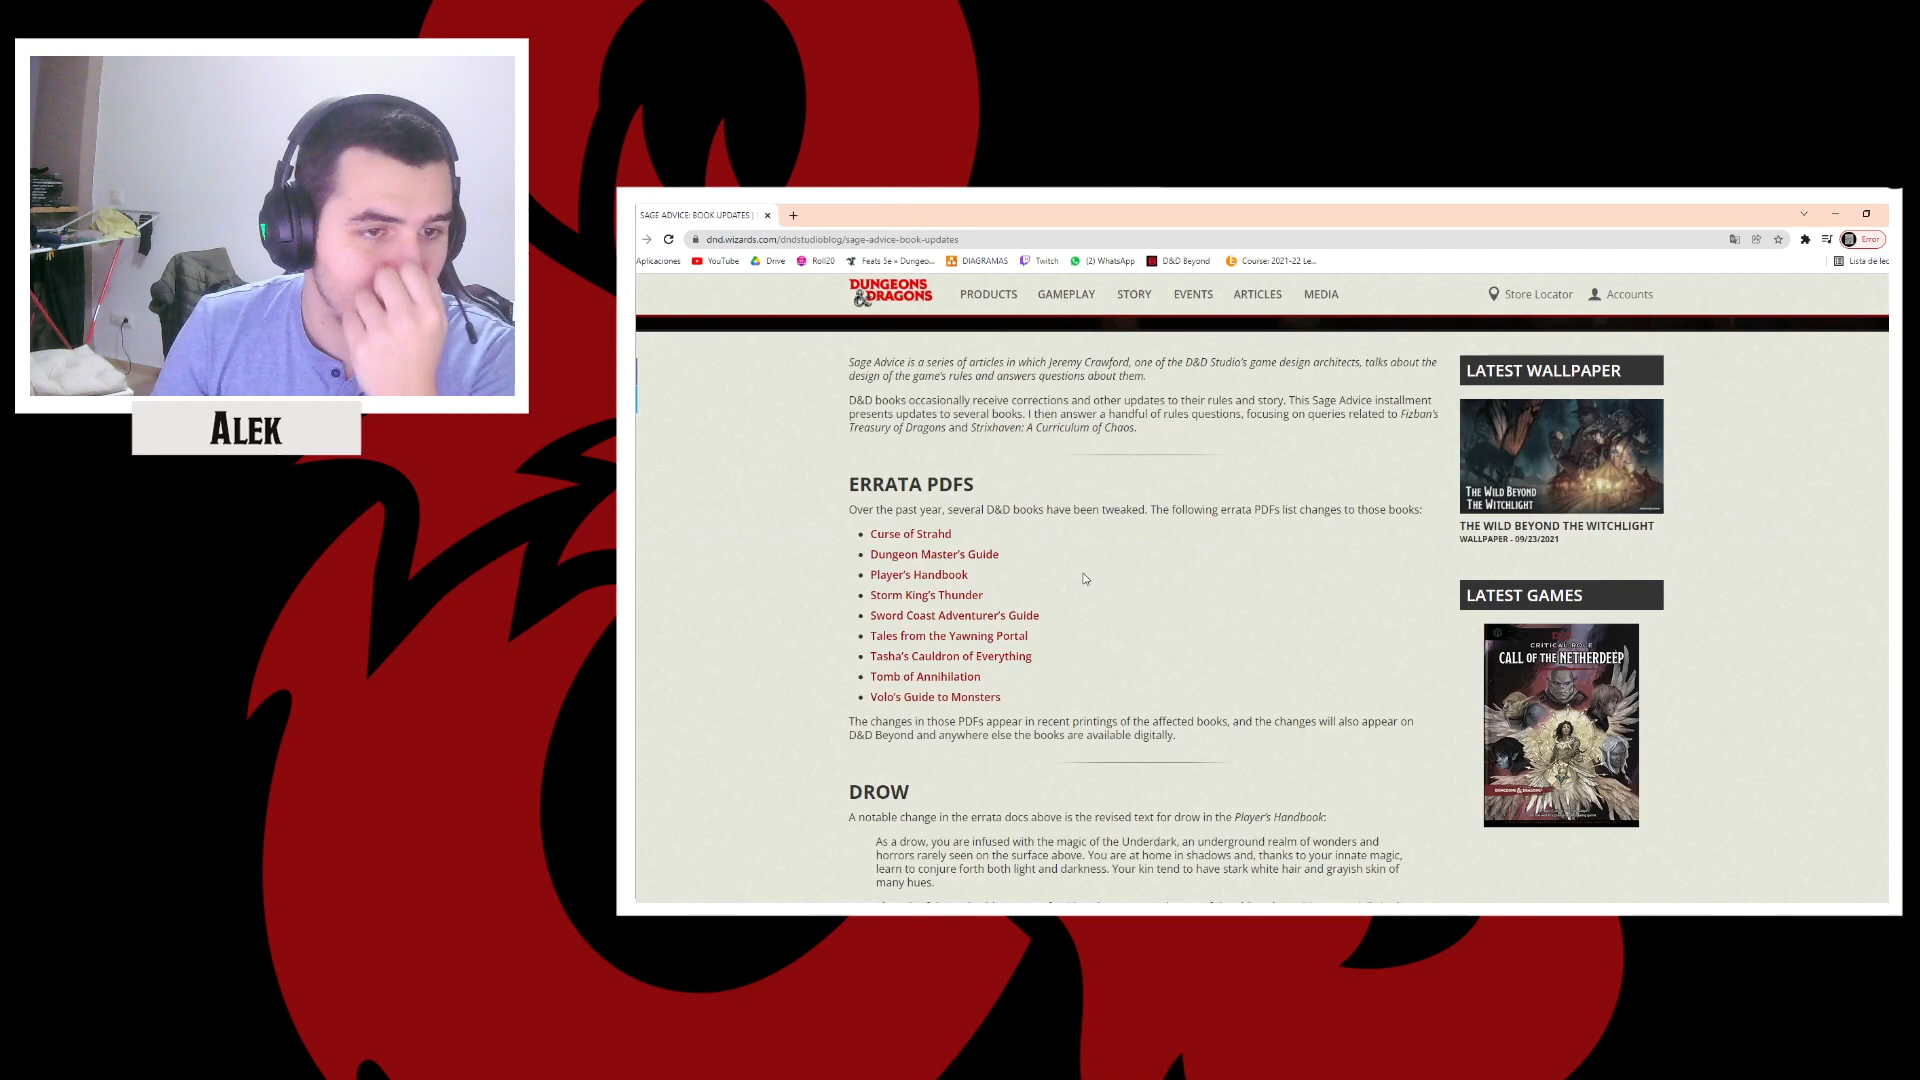 ALEK
SAGE ADVICE: BOOK UPDATES |
dnd.wizards.com/dndstudioblog/sage-advice-book-updates
Error
Aplicaciones YouTube Drive Roll20 Feats 5e » Dungeo... DIAGRAMAS Twitch (2) WhatsApp D&D Beyond Course: 2021-22 Le... Lista de lec
DUNGEONS & DRAGONS PRODUCTS GAMEPLAY STORY EVENTS ARTICLES MEDIA Store Locator Accounts
Sage Advice is a series of articles in which Jeremy Crawford, one of the D&D Studio's game design architects, talks about the
design of the game's rules and answers questions about them.
D&D books occasionally receive corrections and other updates to their rules and story. This Sage Advice installment
presents updates to several books. I then answer a handful of rules questions, focusing on queries related to Fizban's
Treasury of Dragons and Strixhaven: A Curriculum of Chaos.
ERRATA PDFS
Over the past year, several D&D books have been tweaked. The following errata PDFs list changes to those books:
• Curse of Strahd
• Dungeon Master's Guide
• Player's Handbook
• Storm King's Thunder
• Sword Coast Adventurer's Guide
• Tales from the Yawning Portal
• Tasha's Cauldron of Everything
• Tomb of Annihilation
• Volo's Guide to Monsters
The changes in those PDFs appear in recent printings of the affected books, and the changes will also appear on
D&D Beyond and anywhere else the books are available digitally.
DROW
A notable change in the errata docs above is the revised text for drow in the Player's Handbook:
As a drow, you are infused with the magic of the Underdark, an underground realm of wonders and
horrors rarely seen on the surface above. You are at home in shadows and, thanks to your innate magic,
learn to conjure forth both light and darkness. Your kin tend to have stark white hair and grayish skin of
many hues.
LATEST WALLPAPER
THE WILD BEYOND
THE WITCHLIGHT
THE WILD BEYOND THE WITCHLIGHT
WALLPAPER - 09/23/2021
LATEST GAMES
CRITICAL ROLE
CALL OF THE NETHERDEEP
DUNGEONS & DRAGONS